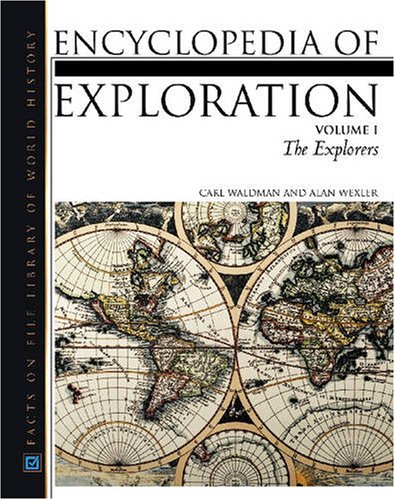 ENCYCLOPEDIA OF
EXPLORATION
VOLUME I
The Explorers
CARL WALDMAN AND ALAN WEXLER
FACTS ON FILE LIBRARY OF WORLD HISTORY